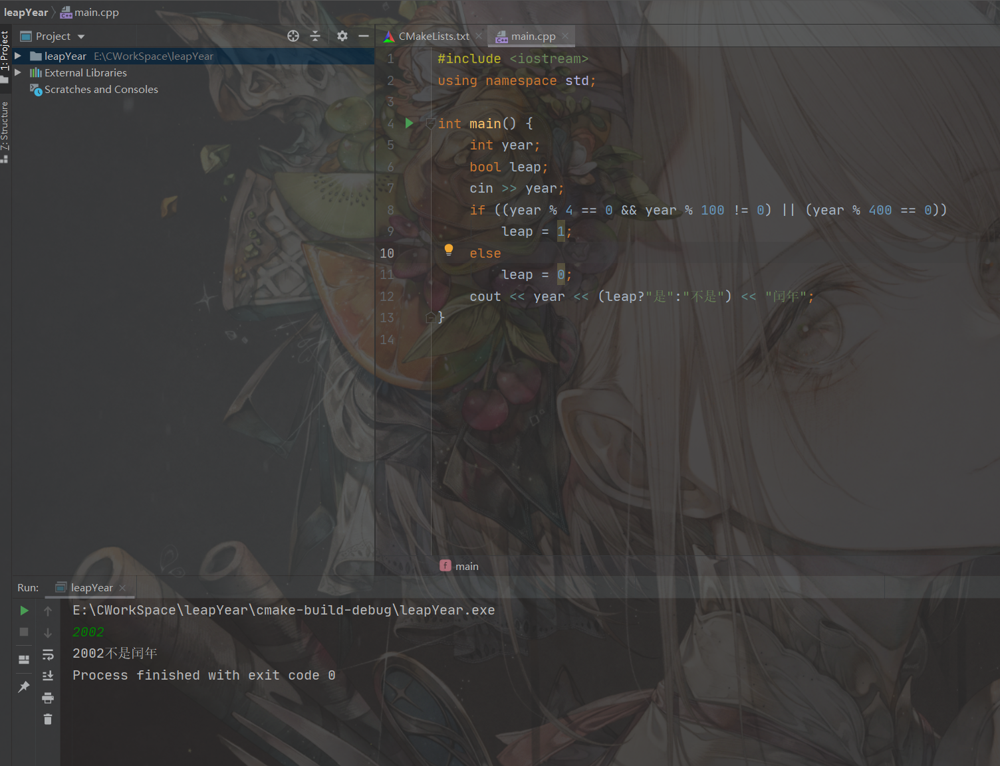 leapYear main.cpp
Project
CMakeLists.txt main.cpp
1: Project
7: Structure
leapYear E:\CWorkSpace\leapYear
External Libraries
Scratches and Consoles
1 #include <iostream>
2 using namespace std;
3
4 int main() {
5 int year;
6 bool leap;
7 cin >> year;
8 if ((year % 4 == 0 && year % 100 != 0) || (year % 400 == 0))
9 leap = 1;
10 else
11 leap = 0;
12 cout << year << (leap?"是":"不是") << "闰年";
13 }
14
f main
Run: leapYear
E:\CWorkSpace\leapYear\cmake-build-debug\leapYear.exe
2002
2002不是闰年
Process finished with exit code 0